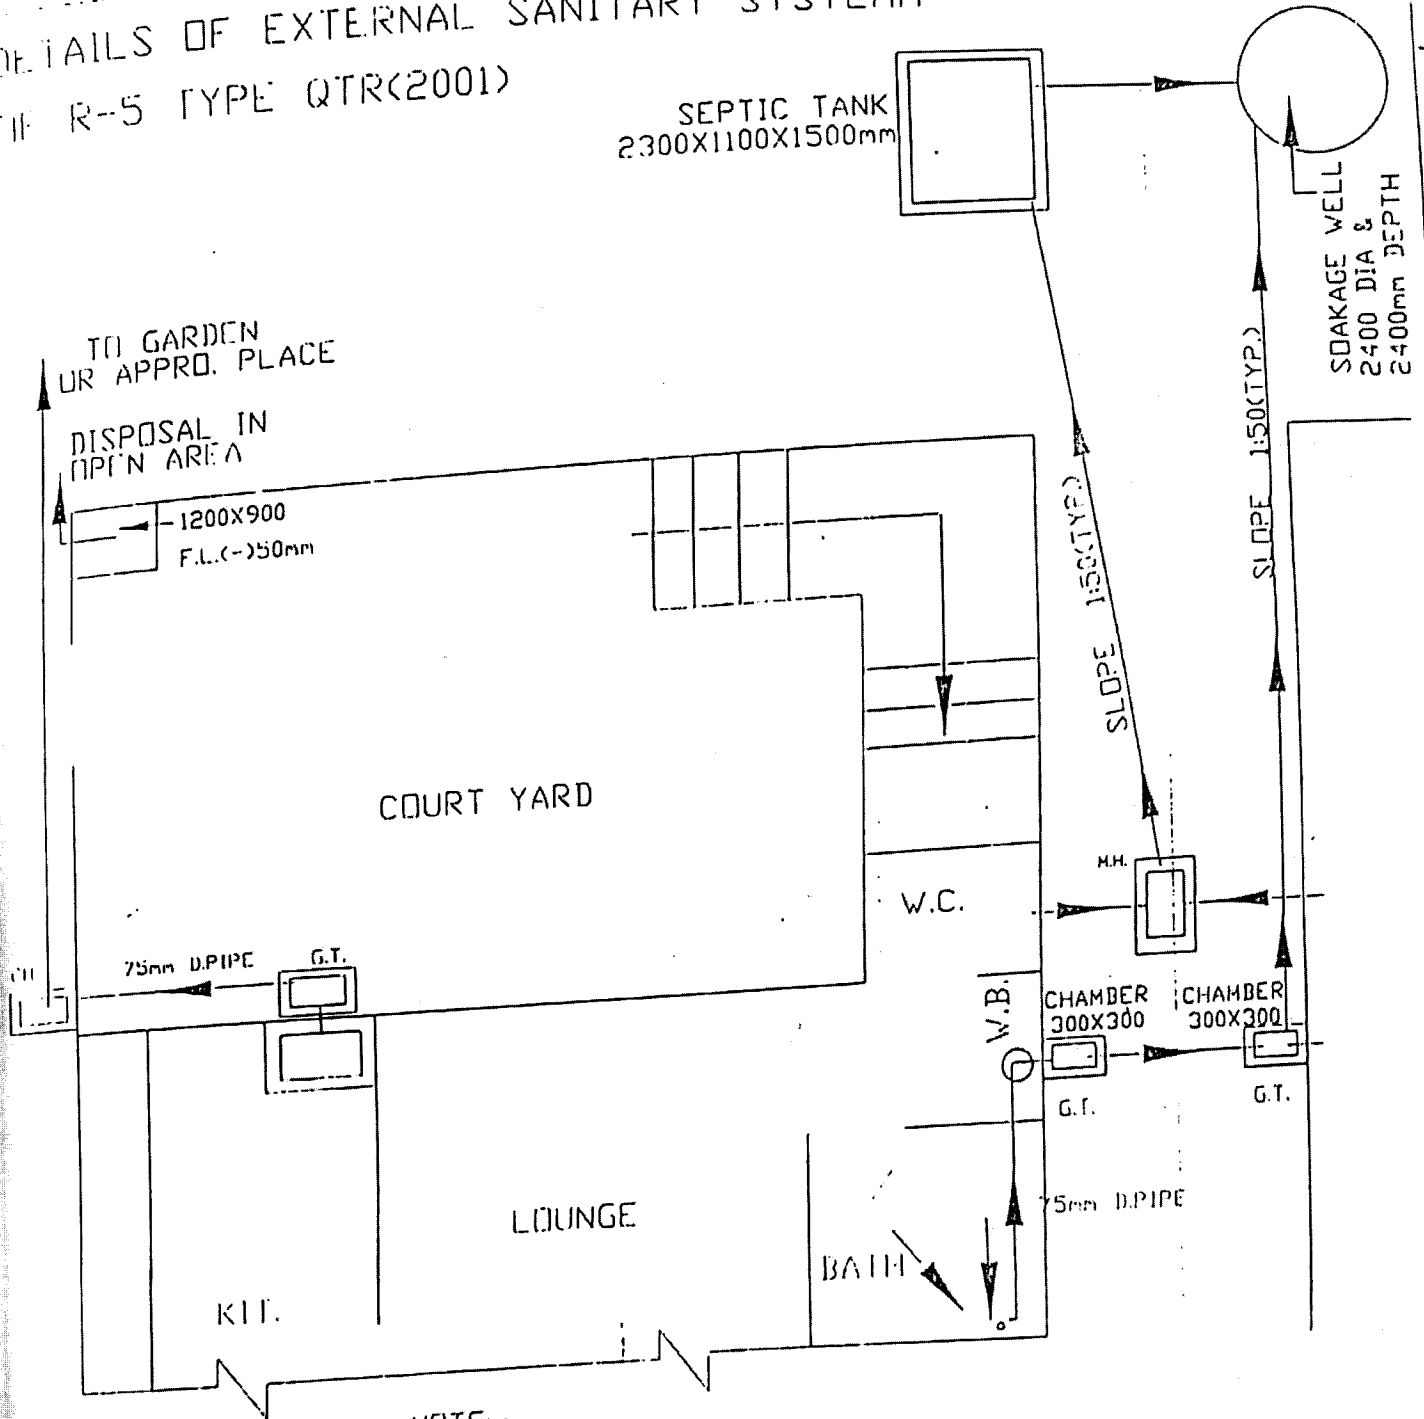 DETAILS OF EXTERNAL SANITARY SYSTEM
R-5 TYPE QTR(2001)
SEPTIC TANK
2300X1100X1500mm
SOAKAGE WELL
2400 DIA &
2400mm DEPTH
TO GARDEN
OR APPRO. PLACE
DISPOSAL IN
OPEN AREA
1200X900
F.L.(-)50mm
SLOPE 1:50(TYP.)
SLOPE 1:50(TYP.)
COURT YARD
M.H.
W.C.
75mm D.PIPE
G.T.
W.B.
CHAMBER
300X300
CHAMBER
300X300
G.T.
G.T.
75mm D.PIPE
LOUNGE
BATH
KIT.